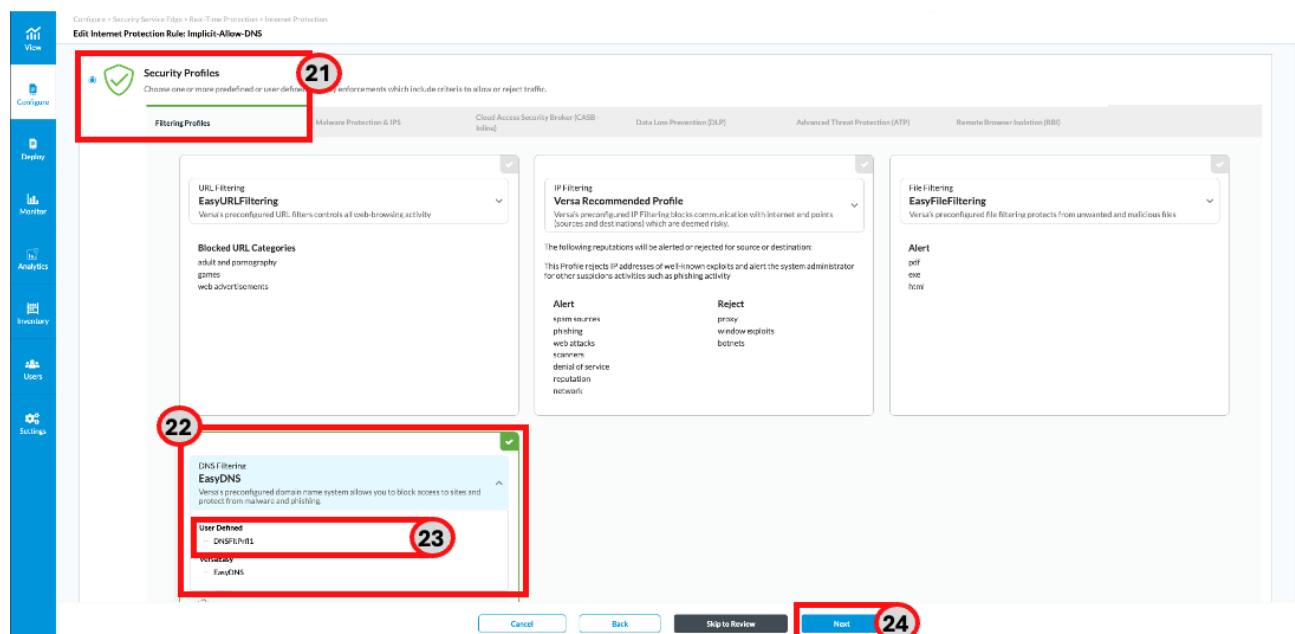 Configure > Security Service Edge > Real-Time Protection > Internet Protection
Edit Internet Protection Rule: Implicit-Allow-DNS
View
Configure
Deploy
Monitor
Analytics
Inventory
Users
Settings
Security Profiles
21
Choose one or more predefined or user defined enforcements which include criteria to allow or reject traffic.
Filtering Profiles
Malware Protection & IPS
Cloud Access Security Broker (CASB -
Inline)
Data Loss Prevention (DLP)
Advanced Threat Protection (ATP)
Remote Browser Isolation (RBI)
URL Filtering
EasyURLFiltering
Versa's preconfigured URL filters controls all web-browsing activity
Blocked URL Categories
adult and pornography
games
web advertisements
IP Filtering
Versa Recommended Profile
Versa's preconfigured IP Filtering blocks communication with internet end points
(sources and destinations) which are deemed risky.
The following reputations will be alerted or rejected for source or destination:
This Profile rejects IP addresses of well-known exploits and alert the system administrator
for other suspicions activities such as phishing activity
Alert
spam sources
phishing
web attacks
scanners
denial of service
reputation
network
Reject
proxy
window exploits
botnets
File Filtering
EasyFileFiltering
Versa's preconfigured file filtering protects from unwanted and malicious files
Alert
pdf
exe
html
22
DNS Filtering
EasyDNS
Versa's preconfigured domain name system allows you to block access to sites and
protect from malware and phishing.
User Defined
23
VersaEasy
EasyDNS
Cancel
Back
Skip to Review
Next
24